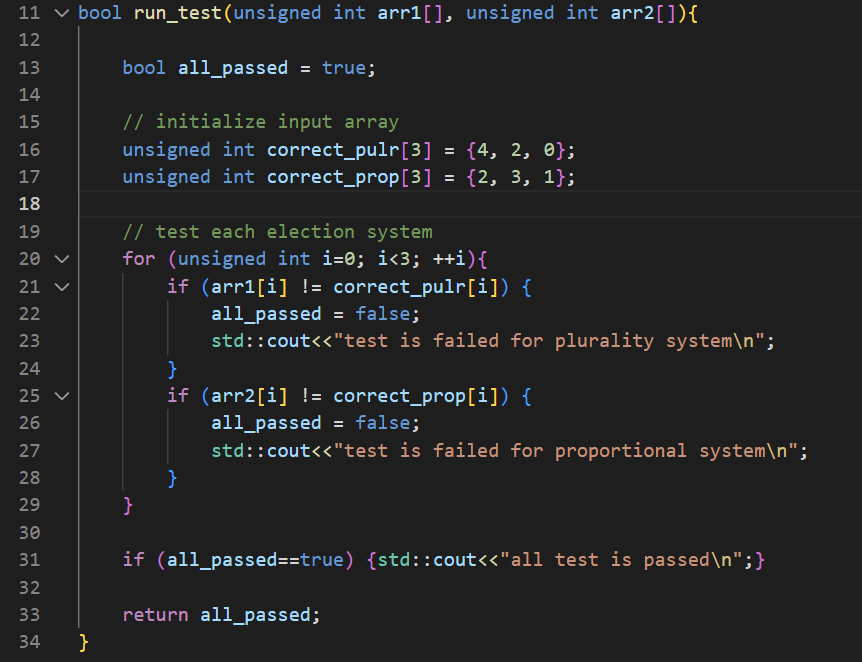 11 bool run_test(unsigned int arr1[], unsigned int arr2[]){
12
13     bool all_passed = true;
14
15     // initialize input array
16     unsigned int correct_pulr[3] = {4, 2, 0};
17     unsigned int correct_prop[3] = {2, 3, 1};
18
19     // test each election system
20     for (unsigned int i=0; i<3; ++i){
21         if (arr1[i] != correct_pulr[i]) {
22             all_passed = false;
23             std::cout<<"test is failed for plurality system\n";
24         }
25         if (arr2[i] != correct_prop[i]) {
26             all_passed = false;
27             std::cout<<"test is failed for proportional system\n";
28         }
29     }
30
31     if (all_passed==true) {std::cout<<"all test is passed\n";}
32
33     return all_passed;
34 }